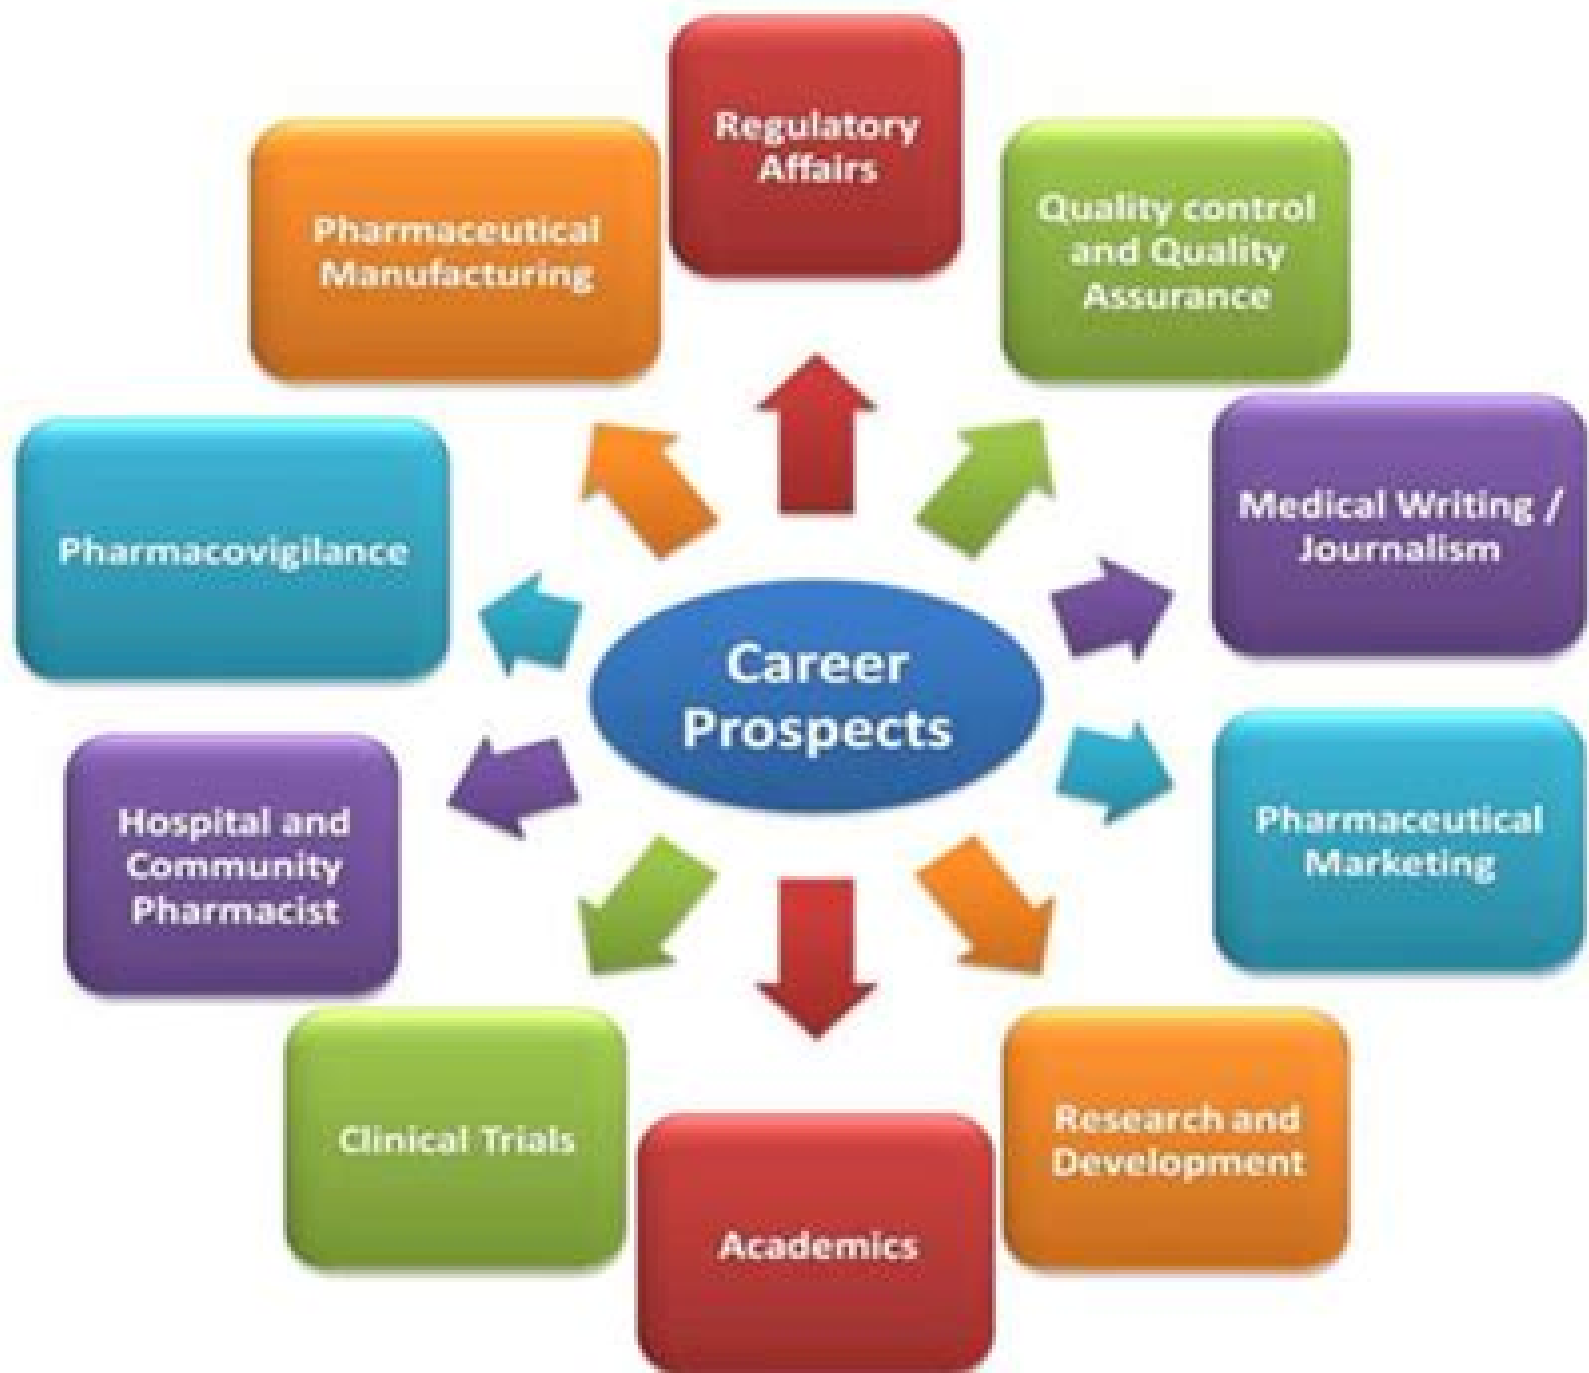 Regulatory
Affairs
Quality control
and Quality
Assurance
Medical Writing /
Journalism
Pharmaceutical
Marketing
Research and
Development
Academics
Clinical Trials
Hospital and
Community
Pharmacist
Pharmacovigilance
Pharmaceutical
Manufacturing
Career
Prospects